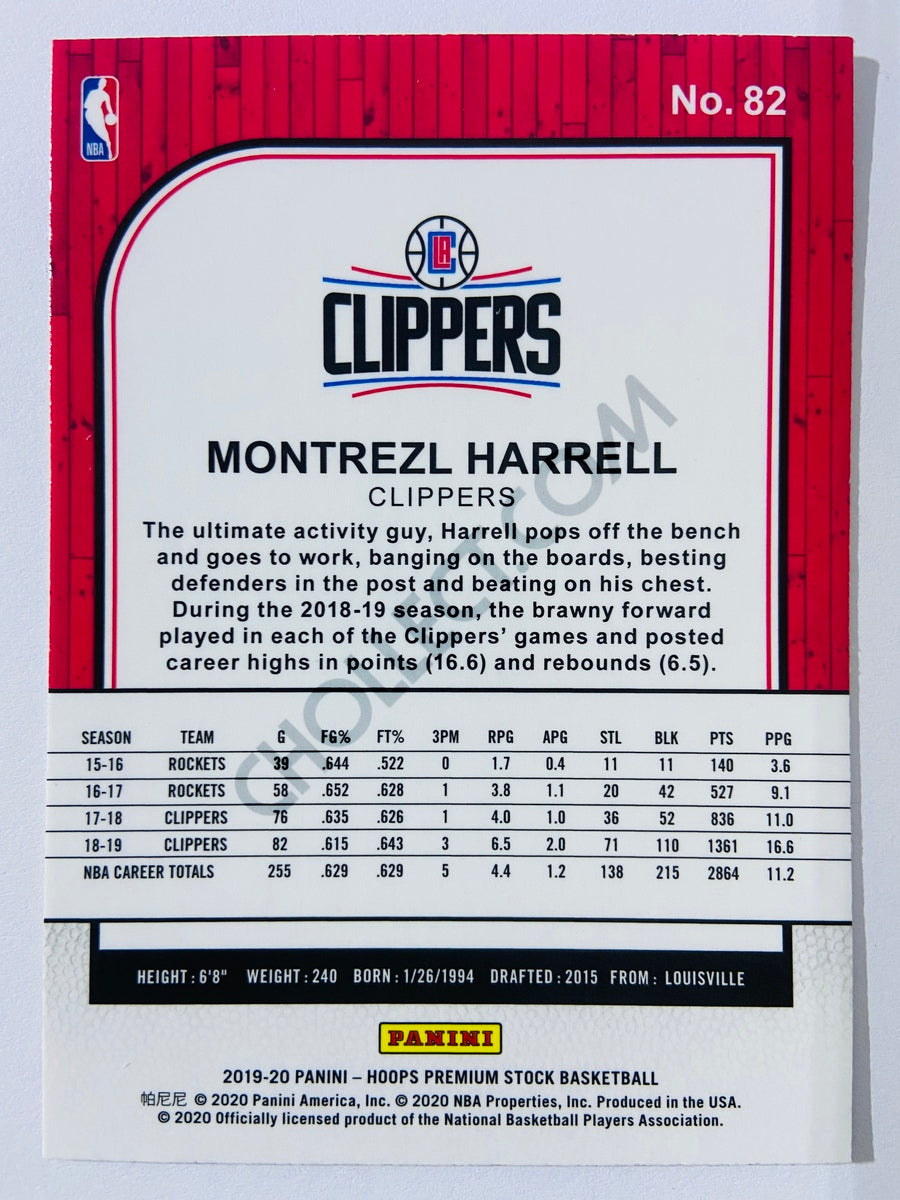 No. 82
NBA
LA
CLIPPERS
MONTREZL HARRELL
CLIPPERS
The ultimate activity guy, Harrell pops off the bench
and goes to work, banging on the boards, besting
defenders in the post and beating on his chest.
During the 2018-19 season, the brawny forward
played in each of the Clippers' games and posted
career highs in points (16.6) and rebounds (6.5).
CHOLLECT.COM
SEASON TEAM G FG% FT% 3PM RPG APG STL BLK PTS PPG
15-16 ROCKETS 39 .644 .522 0 1.7 0.4 11 11 140 3.6
16-17 ROCKETS 58 .652 .628 1 3.8 1.1 20 42 527 9.1
17-18 CLIPPERS 76 .635 .626 1 4.0 1.0 36 52 836 11.0
18-19 CLIPPERS 82 .615 .643 3 6.5 2.0 71 110 1361 16.6
NBA CAREER TOTALS 255 .629 .629 5 4.4 1.2 138 215 2864 11.2
HEIGHT : 6'8" WEIGHT : 240 BORN : 1/26/1994 DRAFTED : 2015 FROM : LOUISVILLE
PANINI
2019-20 PANINI – HOOPS PREMIUM STOCK BASKETBALL
帕尼尼 © 2020 Panini America, Inc. © 2020 NBA Properties, Inc. Produced in the USA.
© 2020 Officially licensed product of the National Basketball Players Association.